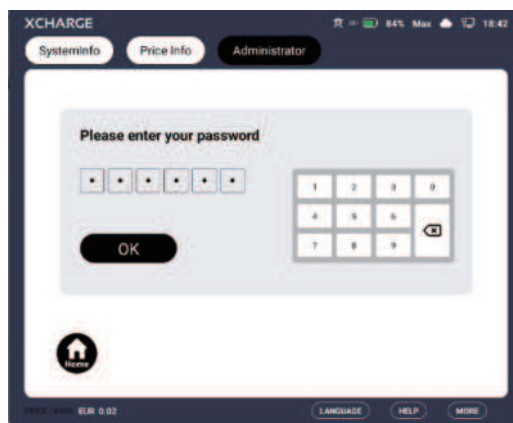 XCHARGE
84% Max 18:42
SystemInfo Price Info Administrator
Please enter your password
1 2 3 0
4 5 6
7 8 9
OK
Home
EUR 0.02
LANGUAGE HELP MORE